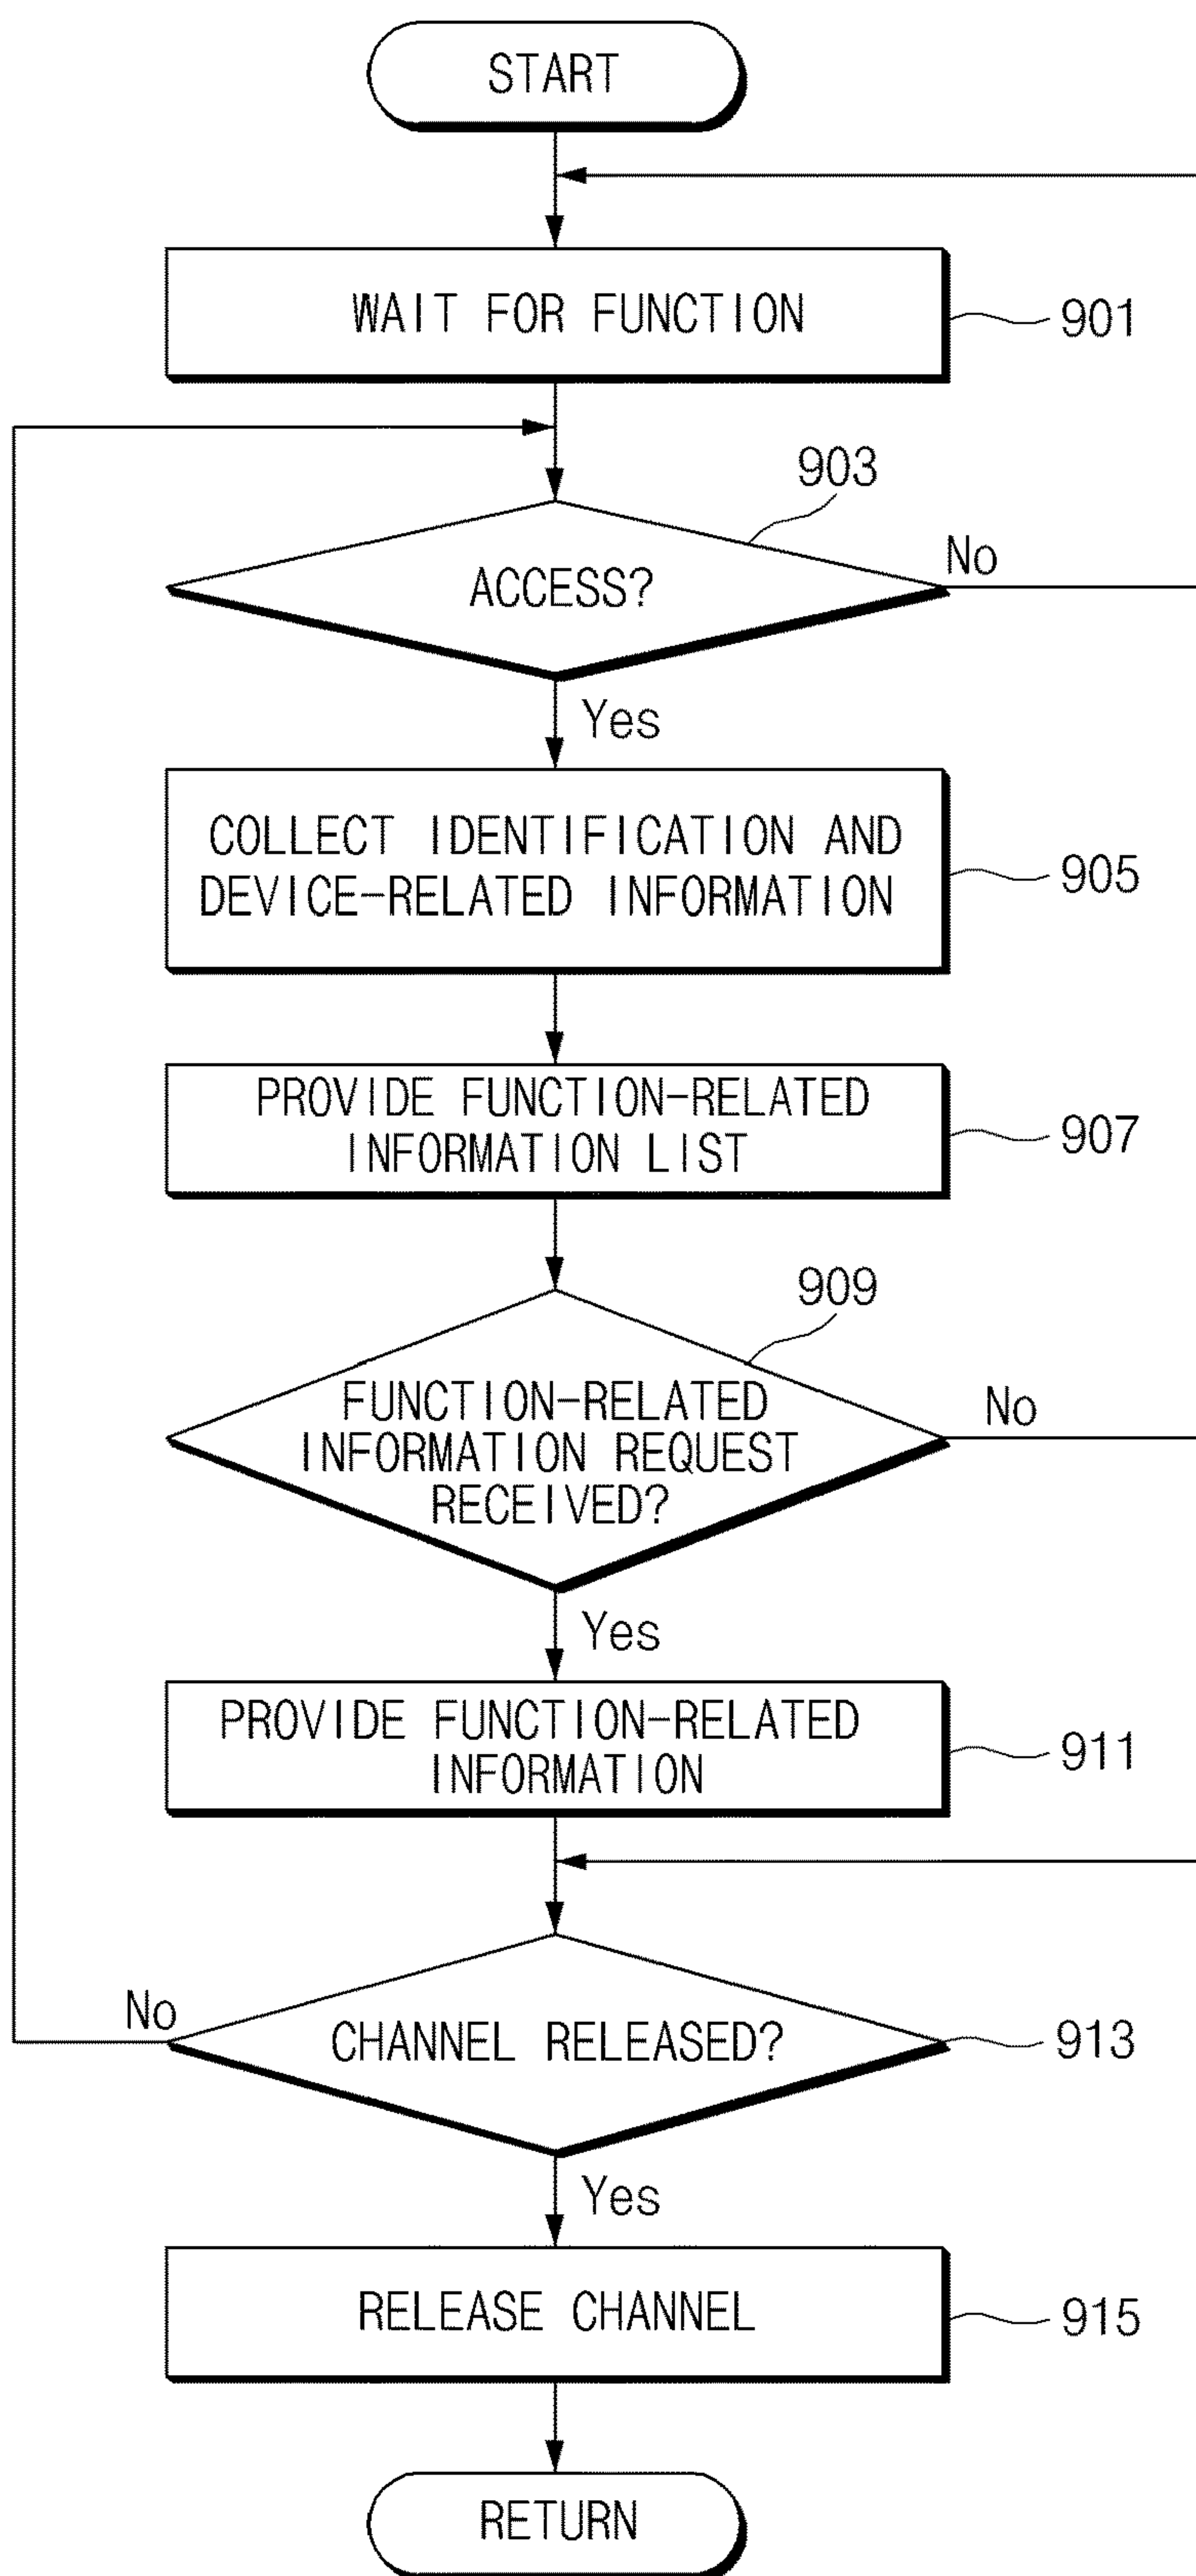 START
WAIT FOR FUNCTION
901
903
ACCESS?
No
Yes
COLLECT IDENTIFICATION AND
DEVICE-RELATED INFORMATION
905
PROVIDE FUNCTION-RELATED
INFORMATION LIST
907
909
FUNCTION-RELATED
INFORMATION REQUEST
RECEIVED?
No
Yes
PROVIDE FUNCTION-RELATED
INFORMATION
911
No
CHANNEL RELEASED?
913
Yes
RELEASE CHANNEL
915
RETURN